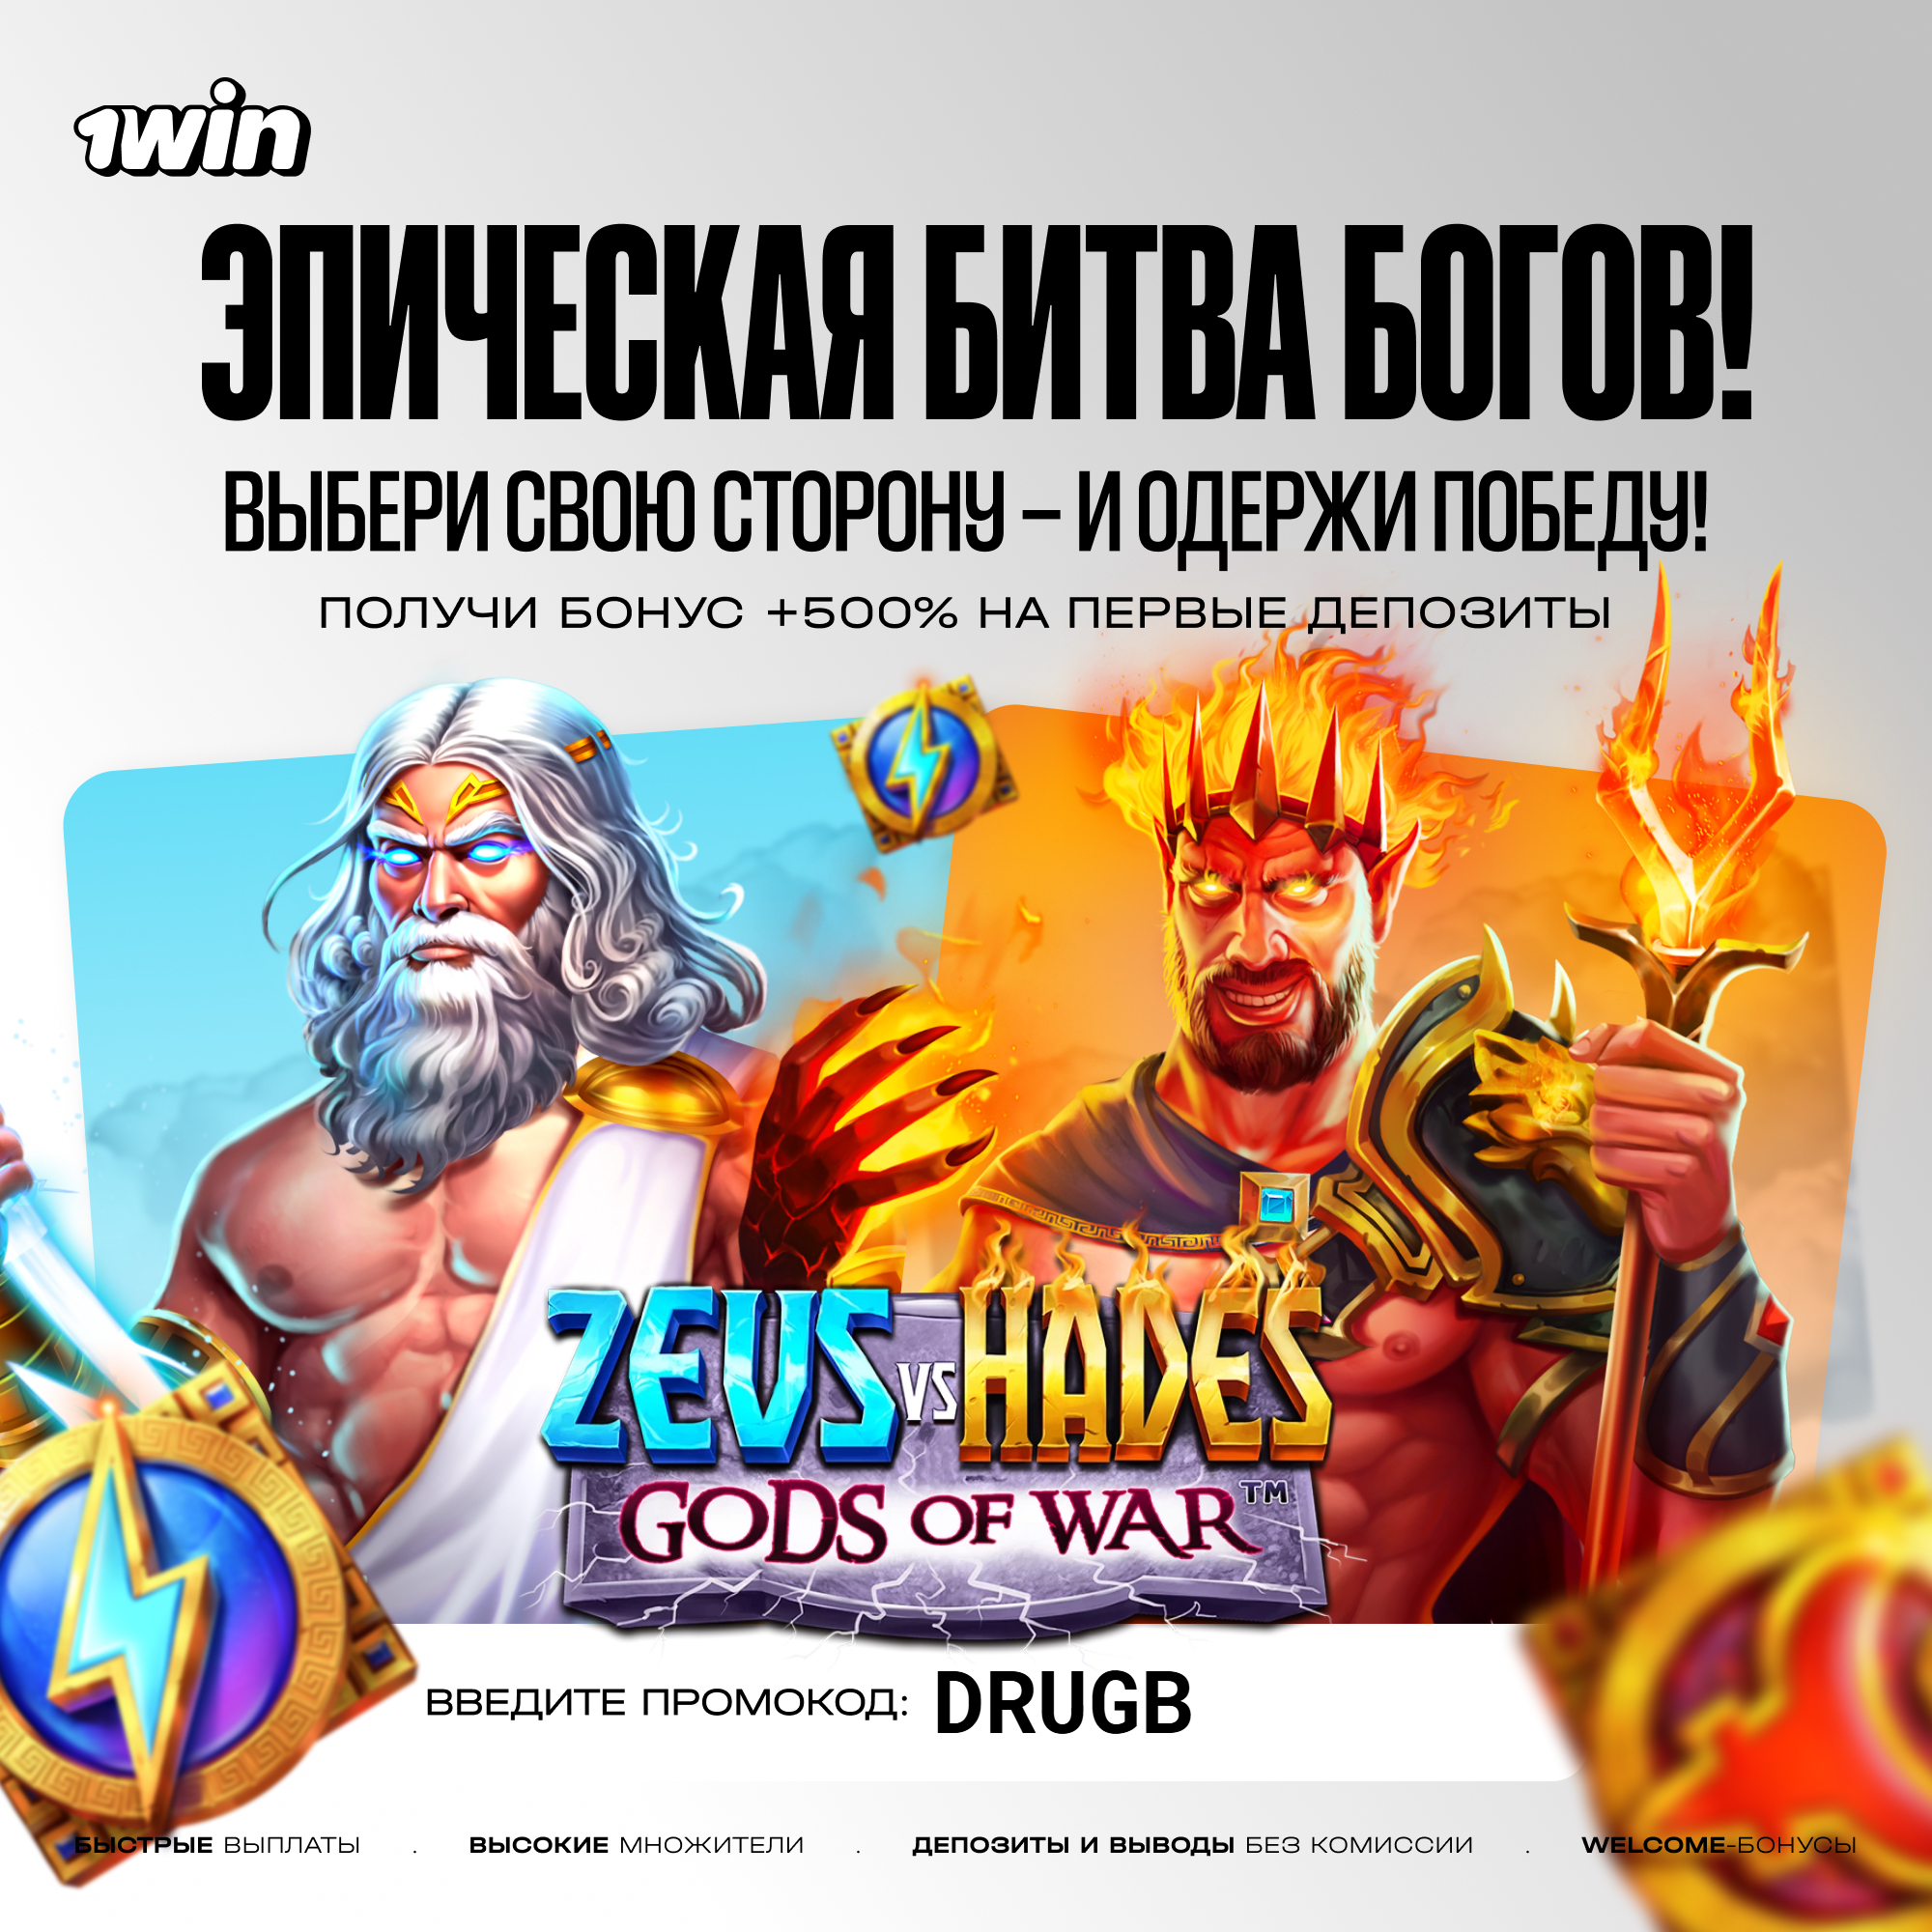 1win
ЭПИЧЕСКАЯ БИТВА БОГОВ!
ВЫБЕРИ СВОЮ СТОРОНУ – И ОДЕРЖИ ПОБЕДУ!
ПОЛУЧИ БОНУС +500% НА ПЕРВЫЕ ДЕПОЗИТЫ
ZEUS VS HADES
GODS OF WAR™
ВВЕДИТЕ ПРОМОКОД: DRUGB
БЫСТРЫЕ ВЫПЛАТЫ . ВЫСОКИЕ МНОЖИТЕЛИ . ДЕПОЗИТЫ И ВЫВОДЫ БЕЗ КОМИССИИ . WELCOME-БОНУСЫ